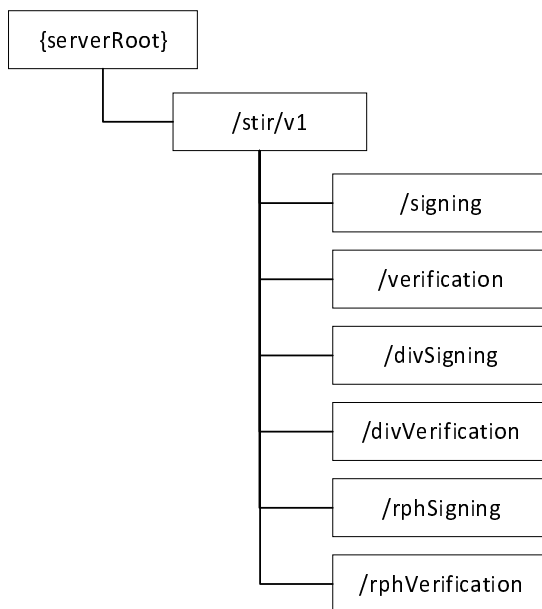 {serverRoot}
/stir/v1
/signing
/verification
/divSigning
/divVerification
/rphSigning
/rphVerification